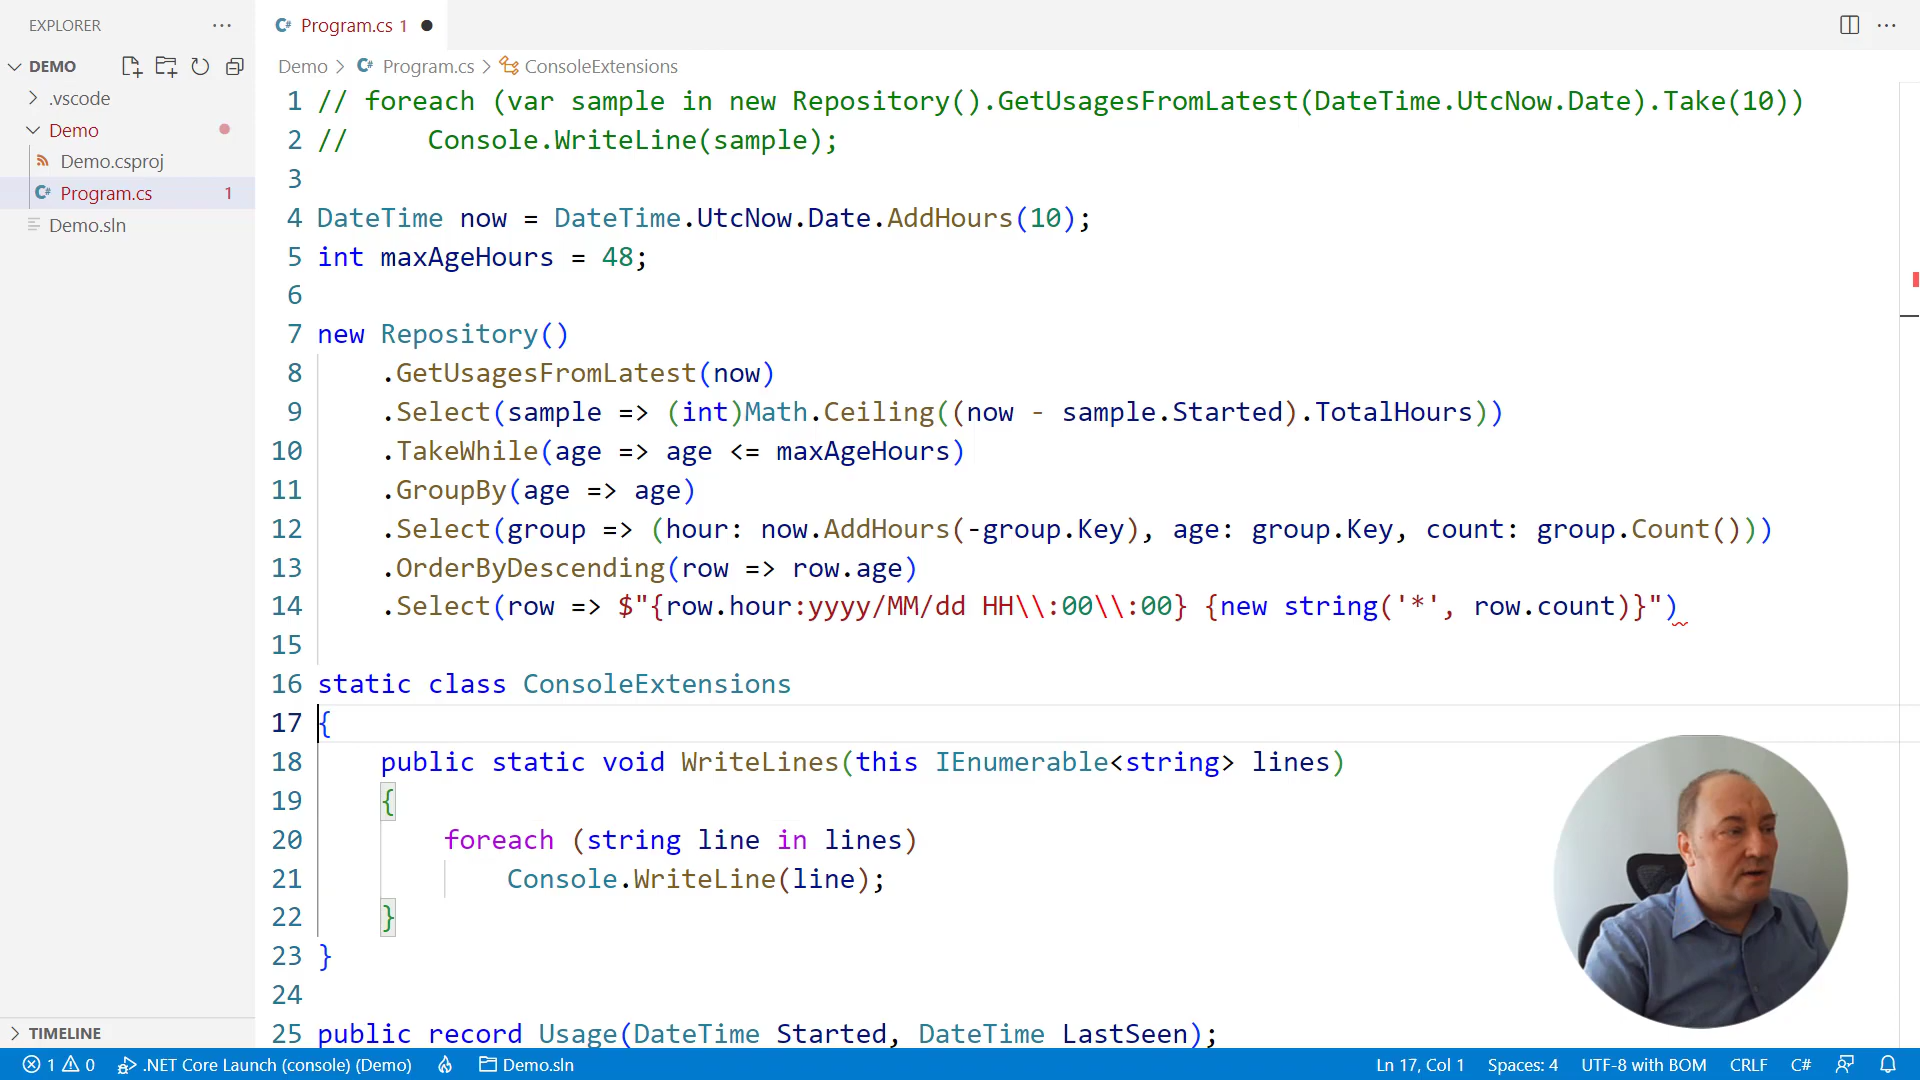 EXPLORER
Program.cs 1
DEMO
Demo > Program.cs > ConsoleExtensions
.vscode
Demo
Demo.csproj
Program.cs 1
Demo.sln
1 // foreach (var sample in new Repository().GetUsagesFromLatest(DateTime.UtcNow.Date).Take(10))
2 //     Console.WriteLine(sample);
3
4 DateTime now = DateTime.UtcNow.Date.AddHours(10);
5 int maxAgeHours = 48;
6
7 new Repository()
8     .GetUsagesFromLatest(now)
9     .Select(sample => (int)Math.Ceiling((now - sample.Started).TotalHours))
10     .TakeWhile(age => age <= maxAgeHours)
11     .GroupBy(age => age)
12     .Select(group => (hour: now.AddHours(-group.Key), age: group.Key, count: group.Count()))
13     .OrderByDescending(row => row.age)
14     .Select(row => $"{row.hour:yyyy/MM/dd HH\\:00\\:00} {new string('*', row.count)}")
15
16 static class ConsoleExtensions
17 {
18     public static void WriteLines(this IEnumerable<string> lines)
19     {
20         foreach (string line in lines)
21             Console.WriteLine(line);
22     }
23 }
24
25 public record Usage(DateTime Started, DateTime LastSeen);
TIMELINE
1 0 .NET Core Launch (console) (Demo) Demo.sln Ln 17, Col 1 Spaces: 4 UTF-8 with BOM CRLF C#